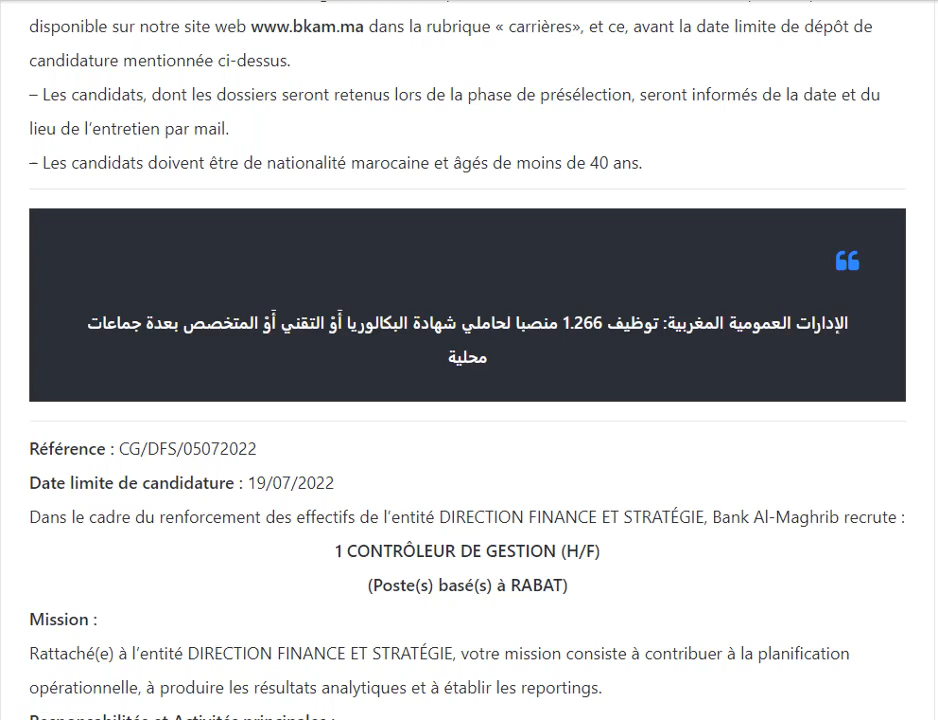 disponible sur notre site web www.bkam.ma dans la rubrique « carrières», et ce, avant la date limite de dépôt de
candidature mentionnée ci-dessus.
– Les candidats, dont les dossiers seront retenus lors de la phase de présélection, seront informés de la date et du
lieu de l’entretien par mail.
– Les candidats doivent être de nationalité marocaine et âgés de moins de 40 ans.
الإدارات العمومية المغربية: توظيف 1.266 منصبا لحاملي شهادة البكالوريا أَوْ التقني أَوْ المتخصص بعدة جماعات
محلية
Référence : CG/DFS/05072022
Date limite de candidature : 19/07/2022
Dans le cadre du renforcement des effectifs de l’entité DIRECTION FINANCE ET STRATÉGIE, Bank Al-Maghrib recrute :
1 CONTRÔLEUR DE GESTION (H/F)
(Poste(s) basé(s) à RABAT)
Mission :
Rattaché(e) à l’entité DIRECTION FINANCE ET STRATÉGIE, votre mission consiste à contribuer à la planification
opérationnelle, à produire les résultats analytiques et à établir les reportings.
Responsabilités et Activités principales :